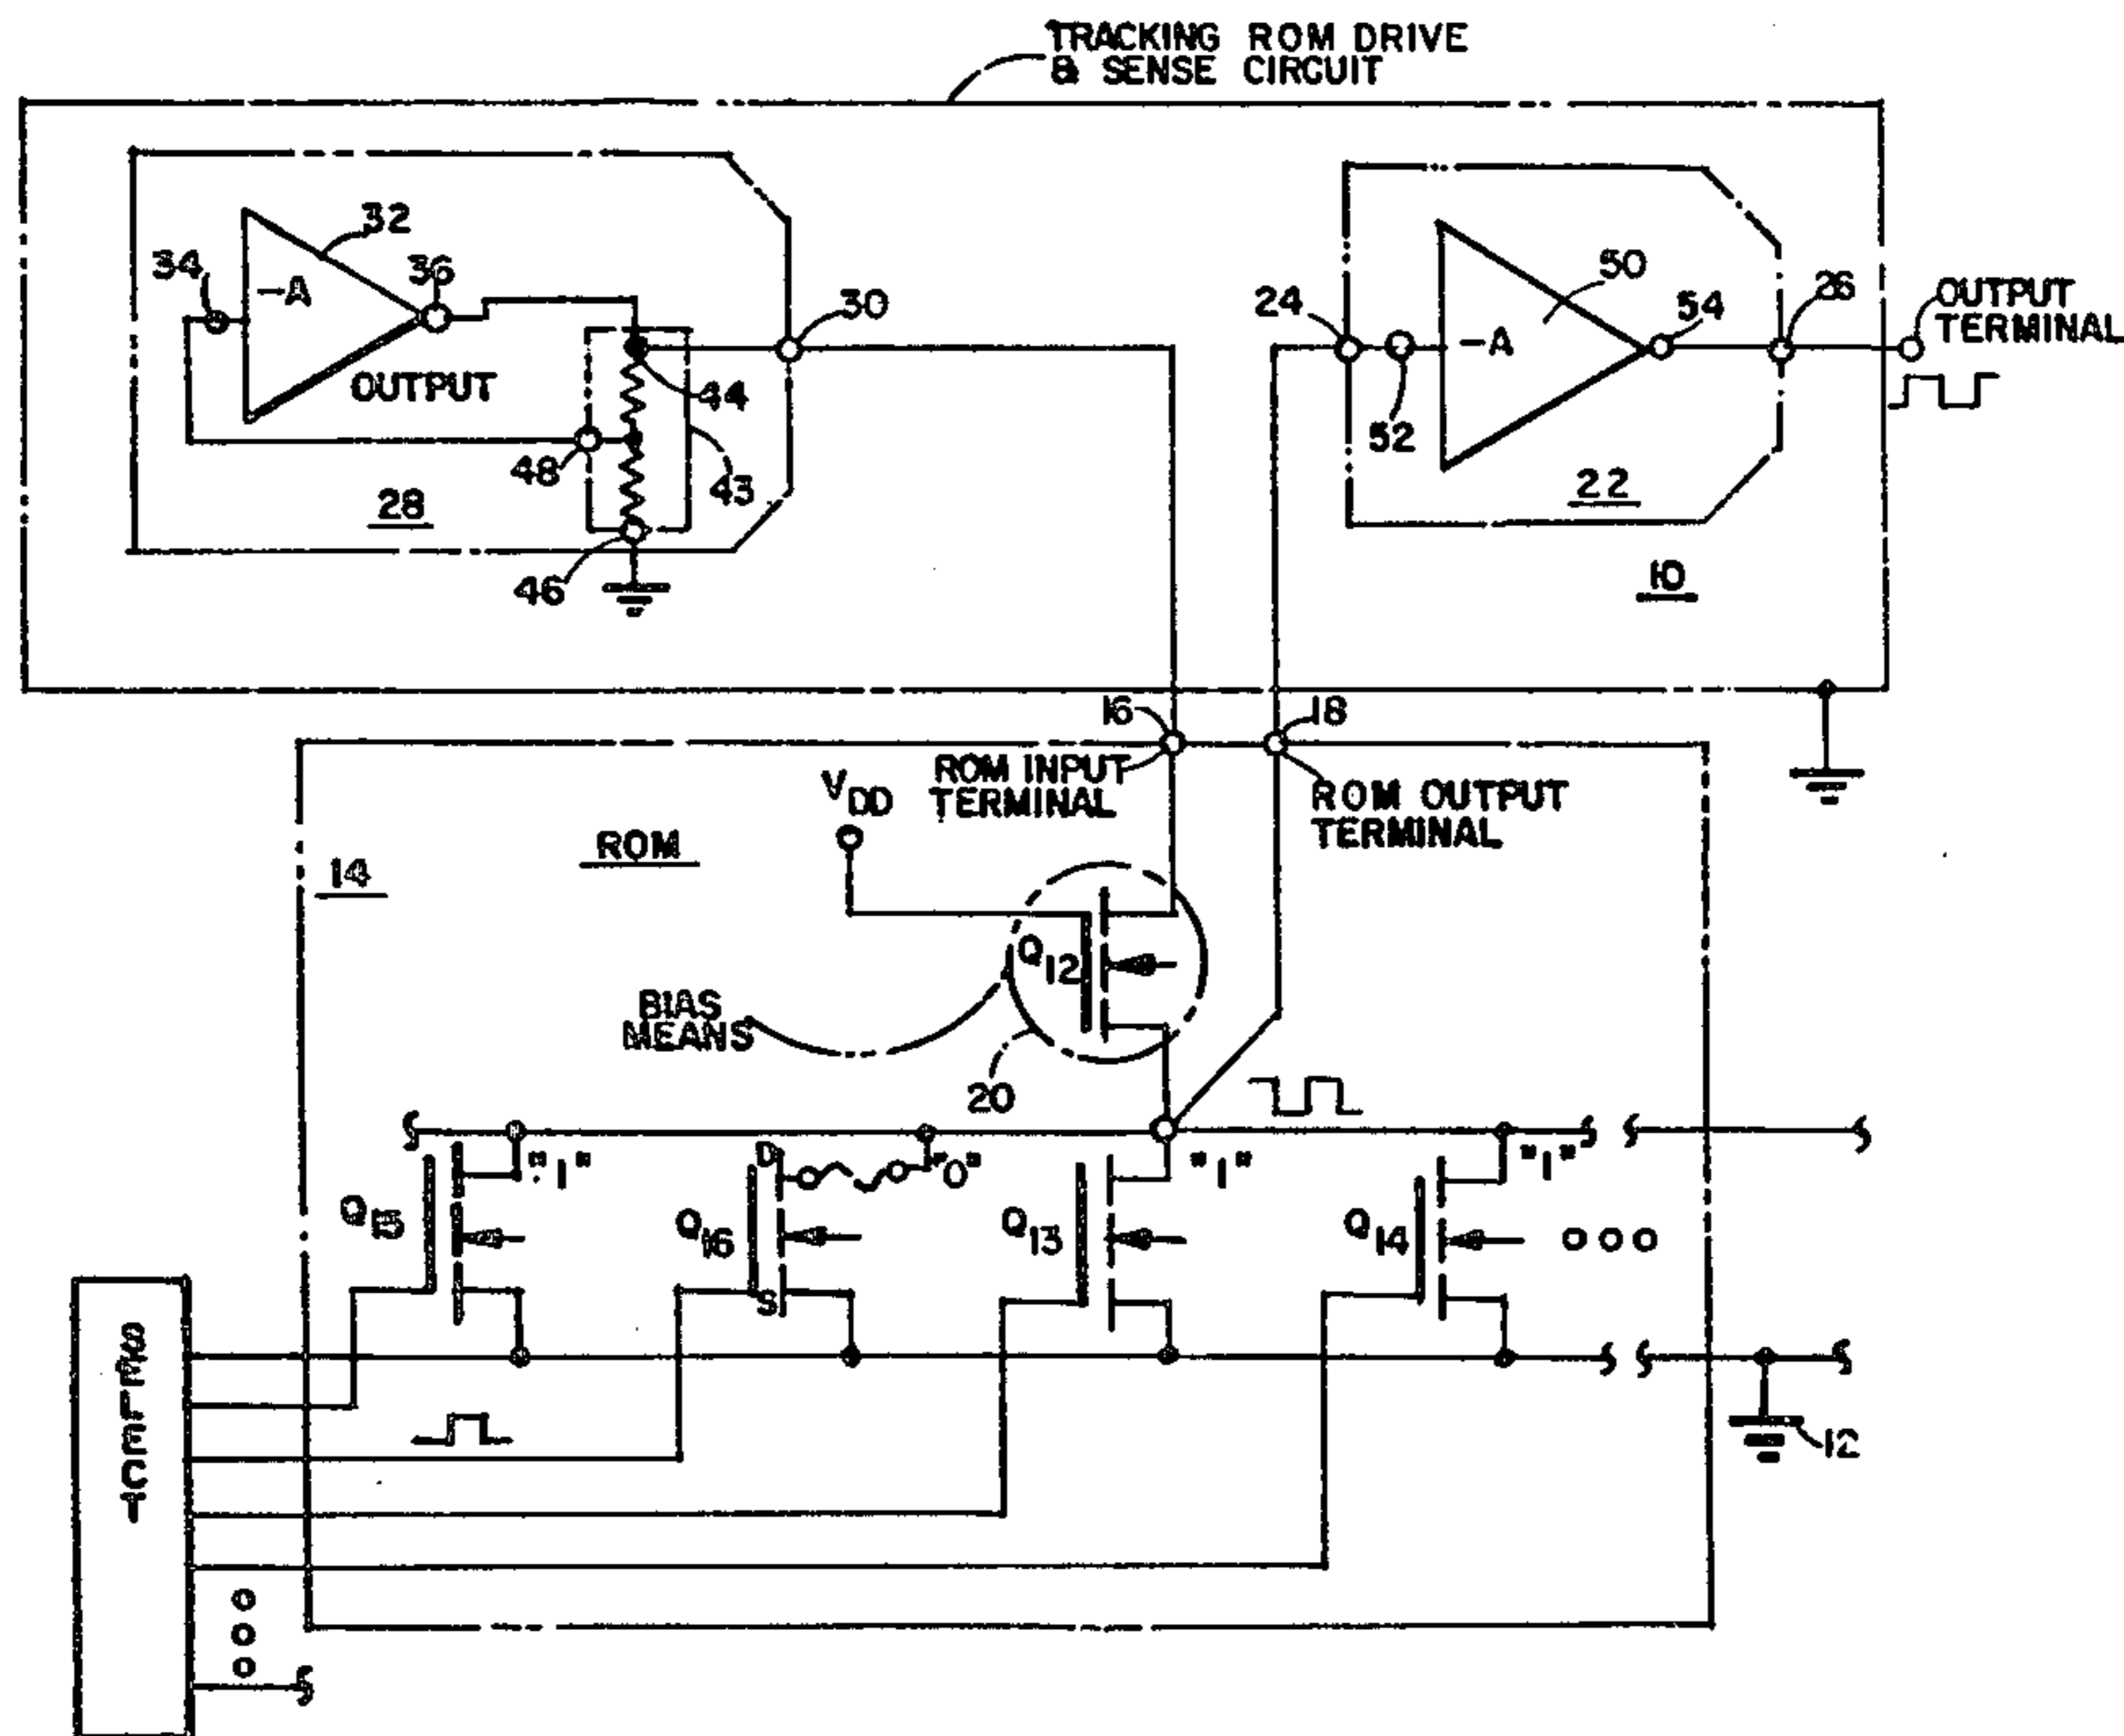 TRACKING ROM DRIVE
& SENSE CIRCUIT
32
34
36
-A
OUTPUT
30
44
48
43
28
46
24
50
54
26
OUTPUT
TERMINAL
-A
52
22
10
16
18
ROM INPUT
TERMINAL
ROM OUTPUT
TERMINAL
VDD
ROM
14
Q12
BIAS
MEANS
20
"1"
D
"0"
"1"
"1"
Q15
Q16
Q13
Q14
S
SELECT
12